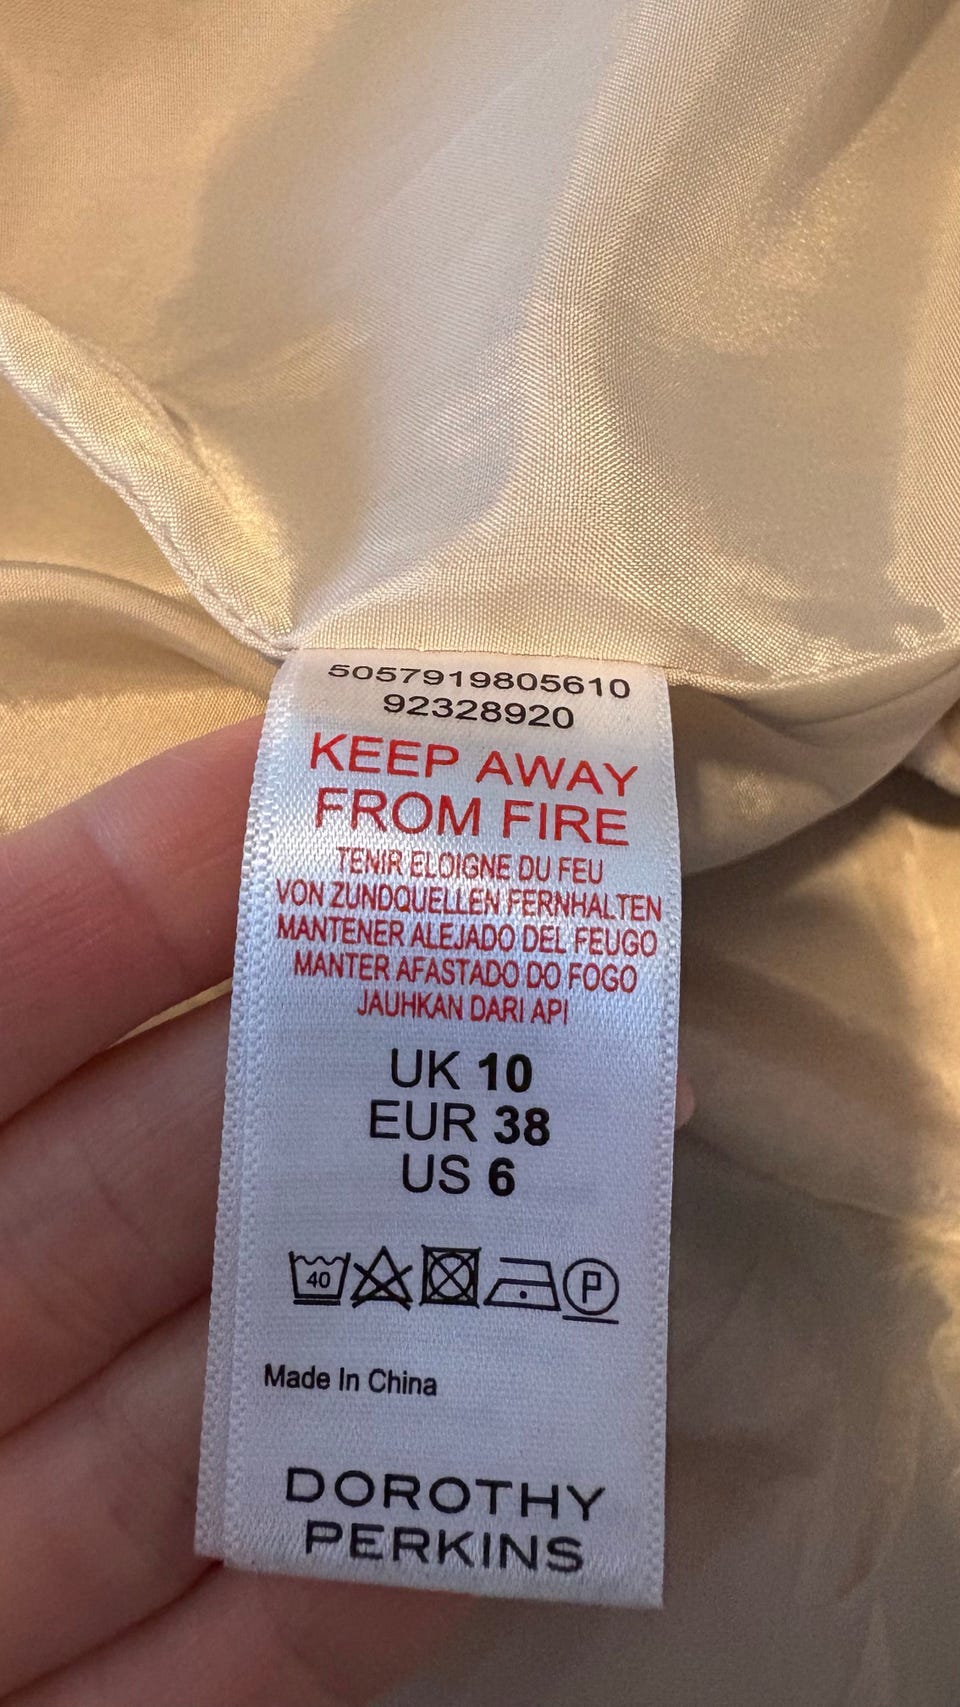 5057919805610
92328920
KEEP AWAY
FROM FIRE
TENIR ELOIGNE DU FEU
VON ZUNDQUELLEN FERNHALTEN
MANTENER ALEJADO DEL FEUGO
MANTER AFASTADO DO FOGO
JAUHKAN DARI API
UK 10
EUR 38
US 6
40 P
Made In China
DOROTHY
PERKINS